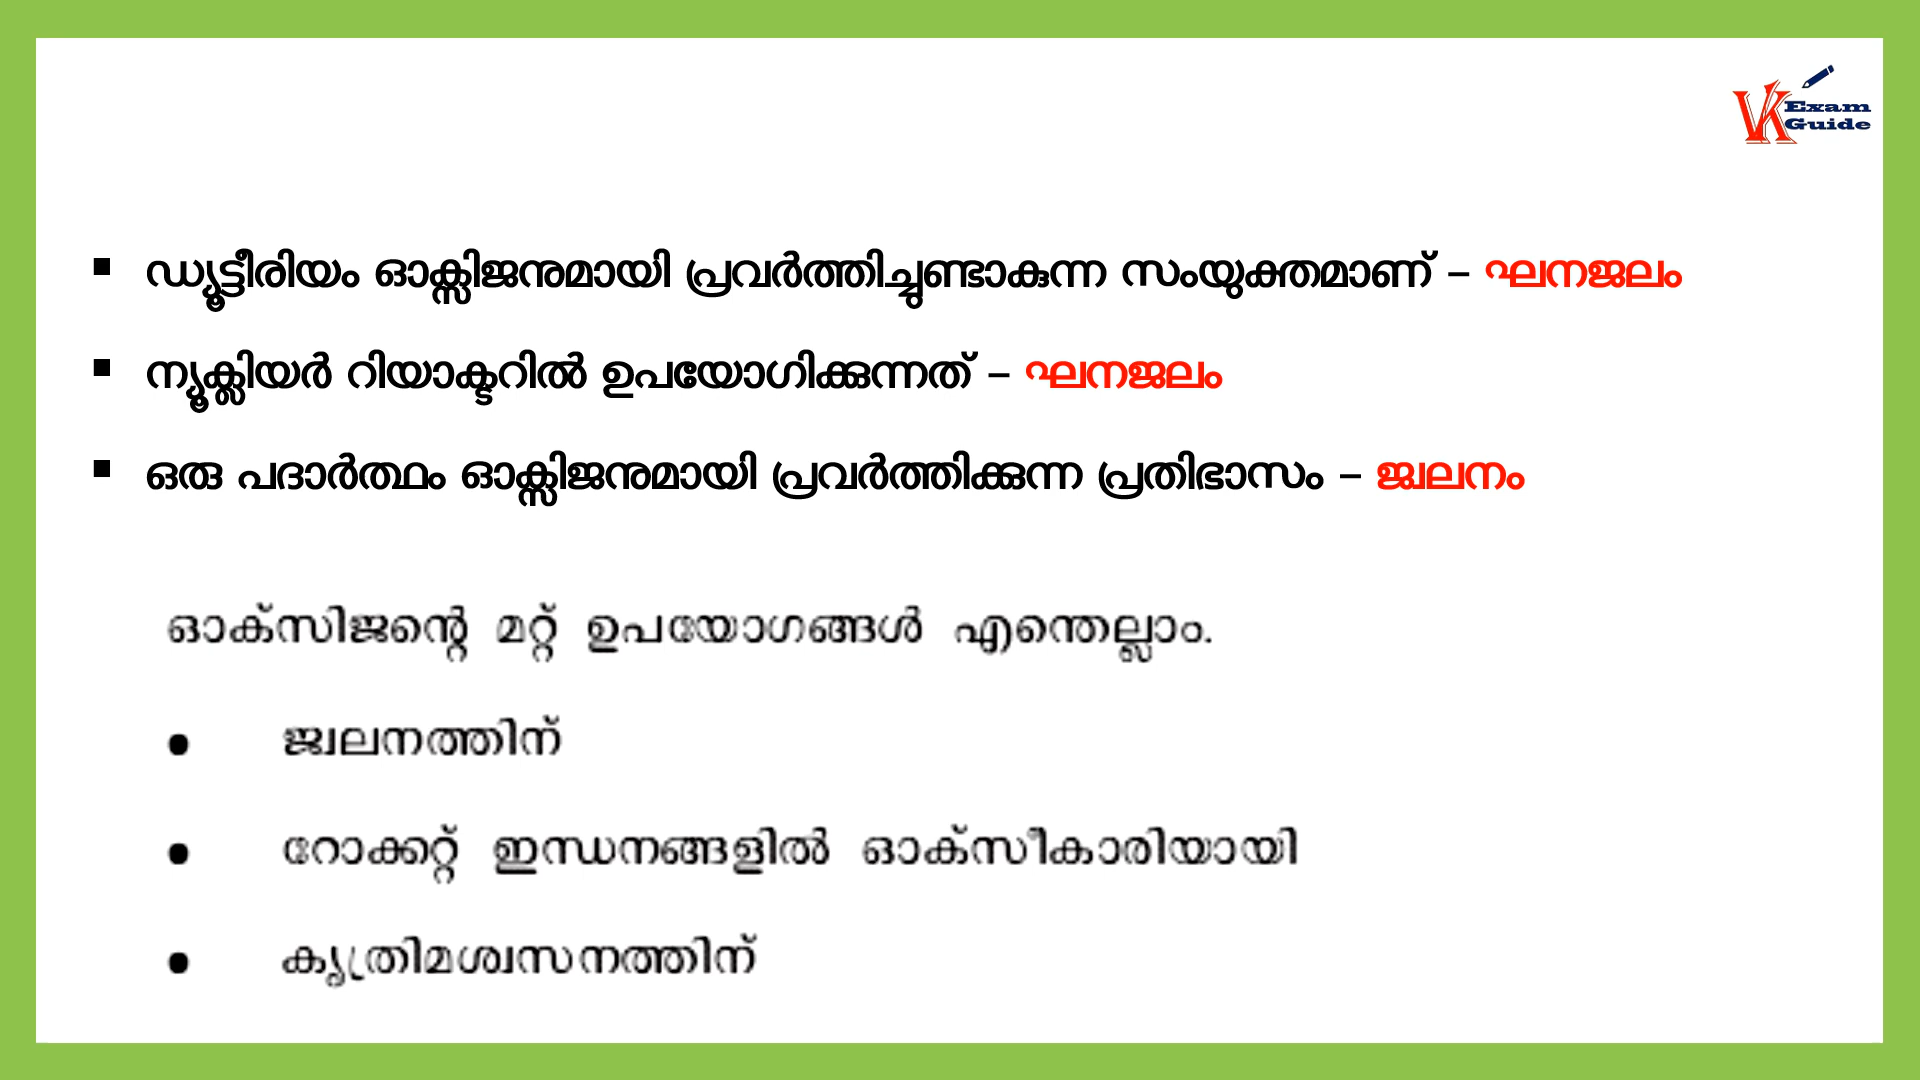 VK Exam Guide
ഡ്യൂട്ടീരിയം ഓക്സിജനുമായി പ്രവർത്തിച്ചുണ്ടാകുന്ന സംയുക്തമാണ് – ഘനജലം
ന്യൂക്ലിയർ റിയാക്ടറിൽ ഉപയോഗിക്കുന്നത് – ഘനജലം
ഒരു പദാർത്ഥം ഓക്സിജനുമായി പ്രവർത്തിക്കുന്ന പ്രതിഭാസം – ജ്വലനം
ഓക്‌സിജന്റെ മറ്റ് ഉപയോഗങ്ങൾ എന്തെല്ലാം.
• ജ്വലനത്തിന്
• റോക്കറ്റ് ഇന്ധനങ്ങളിൽ ഓക്‌സീകാരിയായി
• കൃത്രിമശ്വസനത്തിന്